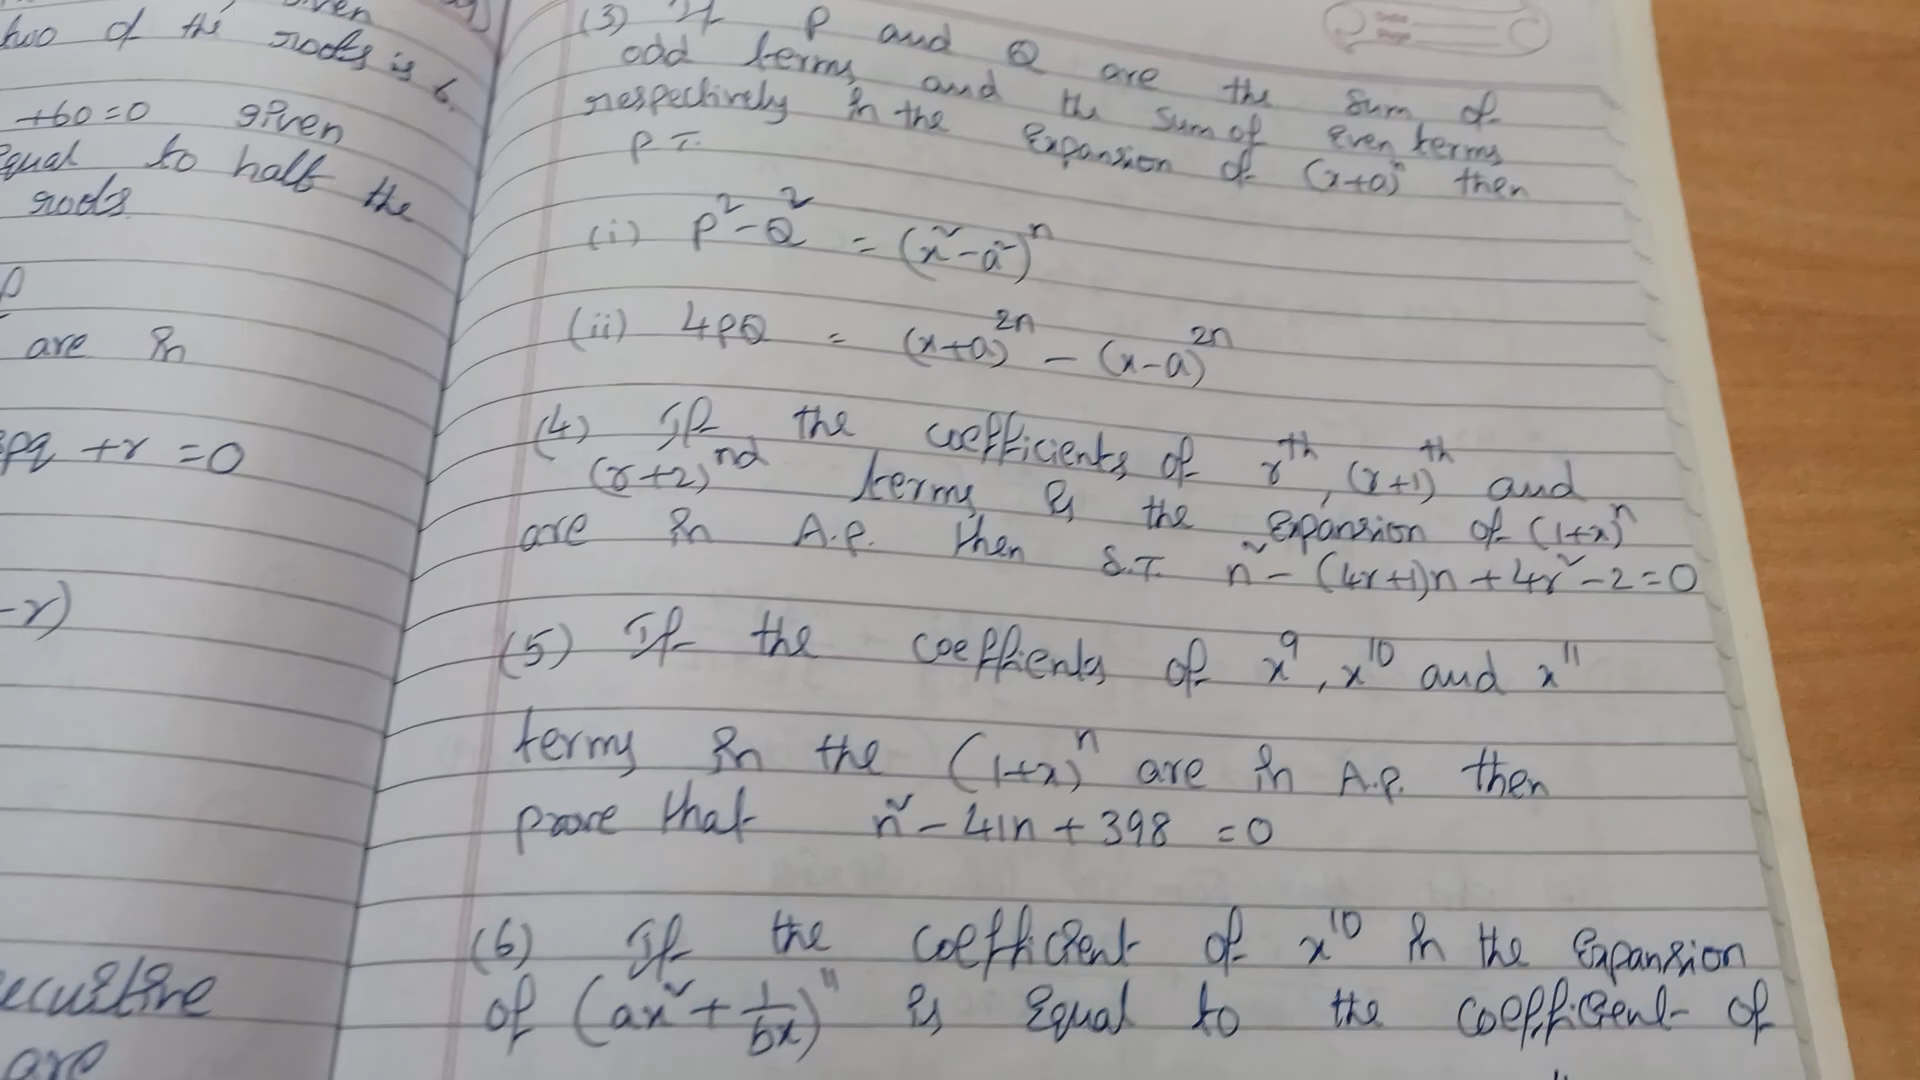 two of the roots is 6.
+60=0 given
equal to half the
roots.
are in
pq + r = 0
-r)
are
(3) If P and Q are the sum of
odd terms and the sum of even terms
respectively in the Expansion of (x+a)ⁿ then
P.T.
(i) P² - Q² = (x² - a²)ⁿ
(ii) 4PQ = (x+a)²ⁿ - (x-a)²ⁿ
(4) If the coefficients of rᵗʰ, (r+1)ᵗʰ and
(r+2)ⁿᵈ terms is the expansion of (1+x)ⁿ
are in A.P. then S.T. n² - (4r+1)n + 4r² - 2 = 0
(5) If the coeffients of x⁹, x¹⁰ and x¹¹
terms in the (1+x)ⁿ are in A.P. then
prove that n² - 41n + 398 = 0
(6) If the coefficient of x¹⁰ in the Expansion
of (ax² + 1/bx)¹¹ is Equal to the coefficient of